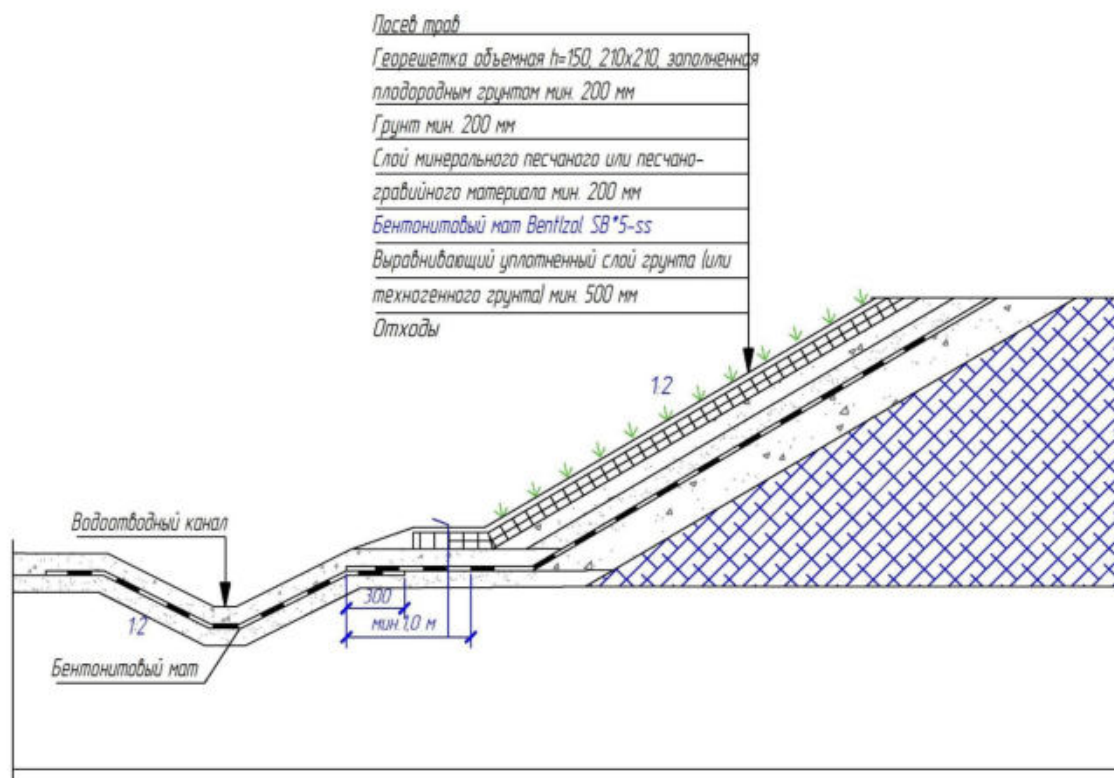 Посев трав
Георешетка объемная h=150, 210х210, заполненная
плодородным грунтом мин. 200 мм
Грунт мин. 200 мм
Слой минерального песчаного или песчано-
гравийного материала мин. 200 мм
Бентонитовый мат Bentlzol SB*5-ss
Выравнивающий уплотненный слой грунта (или
техногенного грунта) мин. 500 мм
Отходы
1:2
Водоотводный канал
1:2
300
мин.1,0 м
Бентонитовый мат